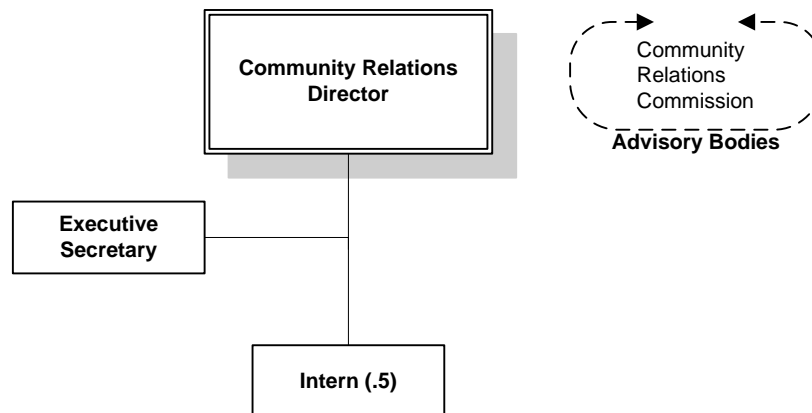 Community Relations
Director
Community
Relations
Commission
Advisory Bodies
Executive
Secretary
Intern (.5)